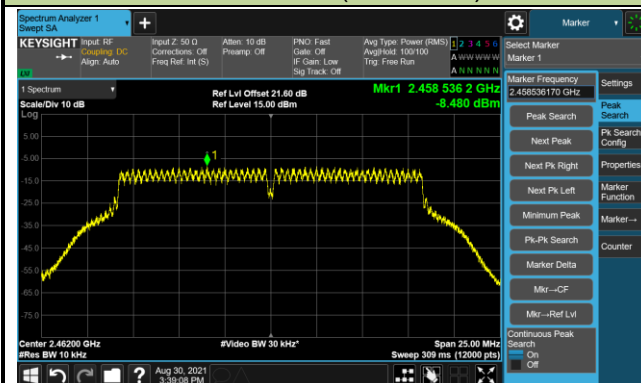 Spectrum Analyzer 1
Swept SA
+
Marker
KEYSIGHT
Input: RF
Coupling: DC
Align: Auto
Input Z: 50 Ω
Corrections: Off
Freq Ref: Int (S)
Atten: 10 dB
Preamp: Off
PNO: Fast
Gate: Off
IF Gain: Low
Sig Track: Off
Avg Type: Power (RMS)
Avg|Hold: 100/100
Trig: Free Run
1 2 3 4 5 6
A W W W W W
A N N N N N
LXI
1 Spectrum
Scale/Div 10 dB
Log
Ref Lvl Offset 21.60 dB
Ref Level 15.00 dBm
Mkr1 2.458 536 2 GHz
-8.480 dBm
5.00
-5.00
-15.0
-25.0
-35.0
-45.0
-55.0
-65.0
-75.0
1
Center 2.46200 GHz
#Res BW 10 kHz
#Video BW 30 kHz*
Span 25.00 MHz
Sweep 309 ms (12000 pts)
Select Marker
Marker 1
Marker Frequency
2.458536170 GHz
Peak Search
Next Peak
Next Pk Right
Next Pk Left
Minimum Peak
Pk-Pk Search
Marker Delta
Mkr→CF
Mkr→Ref Lvl
Continuous Peak
Search
On
Off
Settings
Peak
Search
Pk Search
Config
Properties
Marker
Function
Marker→
Counter
?
Aug 30, 2021
3:39:08 PM